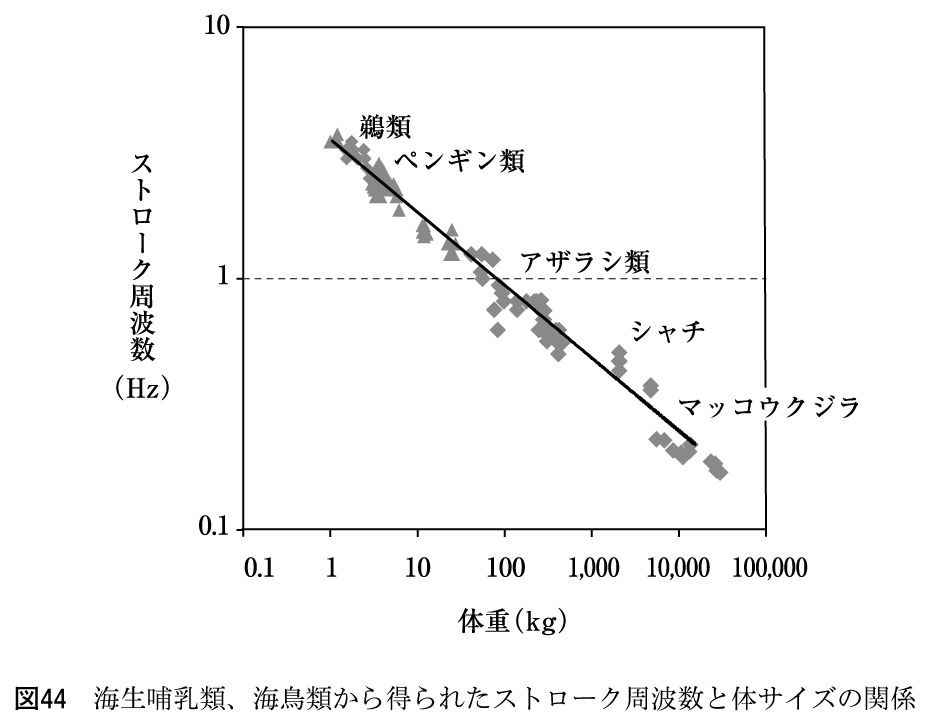 10
鵜類
ペンギン類
ストローク周波数
(Hz)
アザラシ類
1
シャチ
マッコウクジラ
0.1
0.1 1 10 100 1,000 10,000 100,000
体重(kg)
図44 海生哺乳類、海鳥類から得られたストローク周波数と体サイズの関係